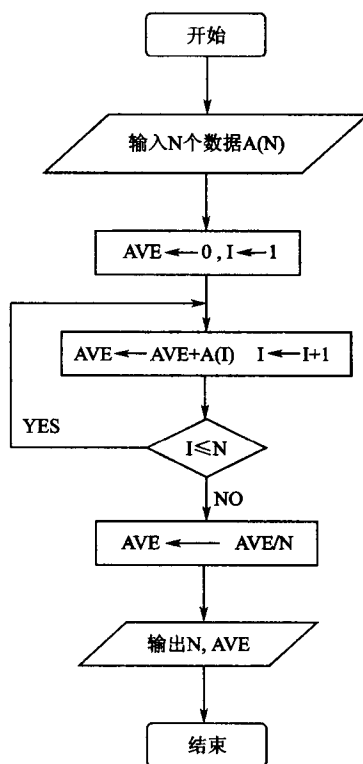 开始
输入N个数据A(N)
AVE←0 , I←1
AVE← AVE+A(I) I←I+1
YES
I≤N
NO
AVE ← AVE/N
输出N, AVE
结束